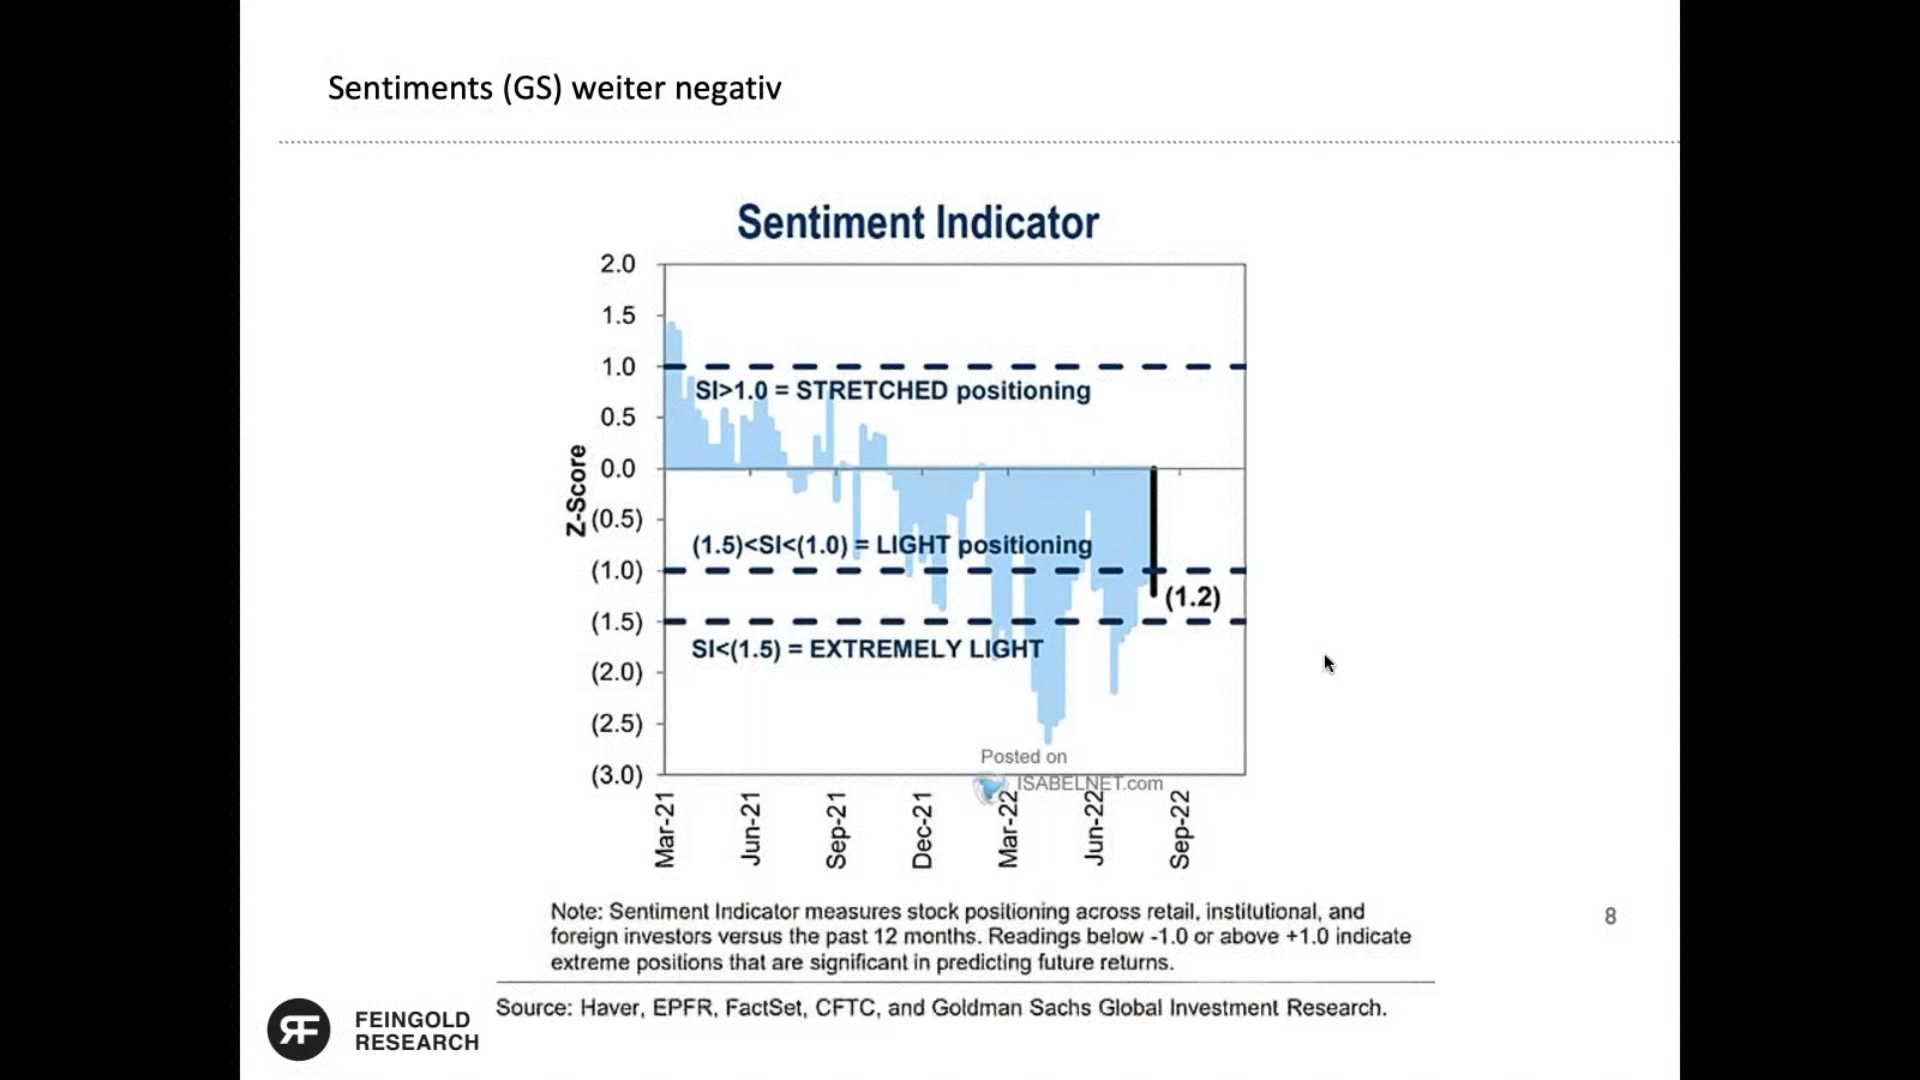 Sentiments (GS) weiter negativ
Sentiment Indicator
2.0
1.5
1.0
SI>1.0 = STRETCHED positioning
0.5
0.0
Z-Score
(0.5)
(1.5)<SI<(1.0) = LIGHT positioning
(1.0)
(1.2)
(1.5)
SI<(1.5) = EXTREMELY LIGHT
(2.0)
(2.5)
(3.0)
Posted on
ISABELNET.com
Mar-21
Jun-21
Sep-21
Dec-21
Mar-22
Jun-22
Sep-22
Note: Sentiment Indicator measures stock positioning across retail, institutional, and
foreign investors versus the past 12 months. Readings below -1.0 or above +1.0 indicate
extreme positions that are significant in predicting future returns.
8
Source: Haver, EPFR, FactSet, CFTC, and Goldman Sachs Global Investment Research.
FEINGOLD
RESEARCH